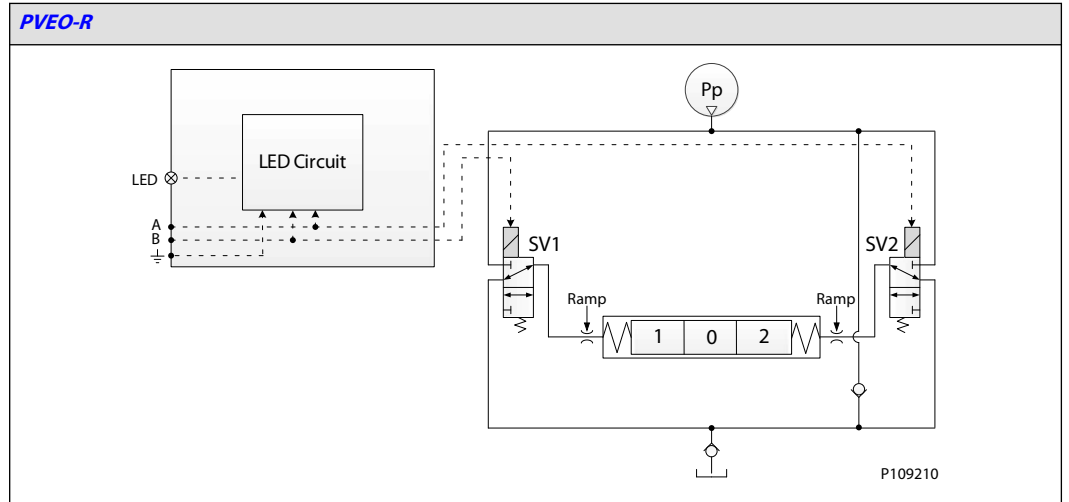 PVEO-R
Pp
LED Circuit
LED
A
B
SV1
SV2
Ramp
Ramp
1 0 2
P109210